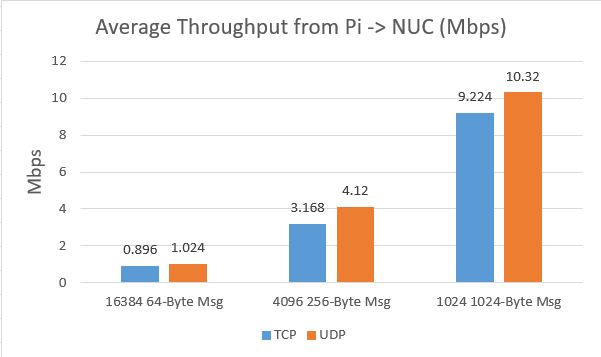 Average Throughput from Pi -> NUC (Mbps)
12
10
8
6
4
2
0
Mbps
0.896
1.024
3.168
4.12
9.224
10.32
16384 64-Byte Msg
4096 256-Byte Msg
1024 1024-Byte Msg
TCP
UDP